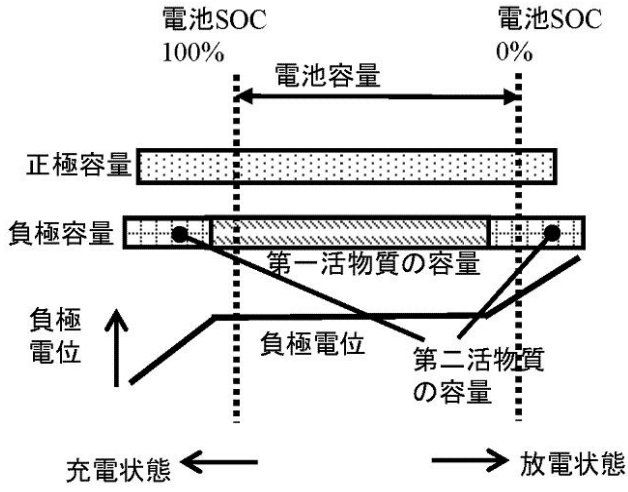 電池SOC
100%
電池SOC
0%
電池容量
正極容量
負極容量
第一活物質の容量
負極
電位
負極電位
第二活物質
の容量
充電状態
放電状態